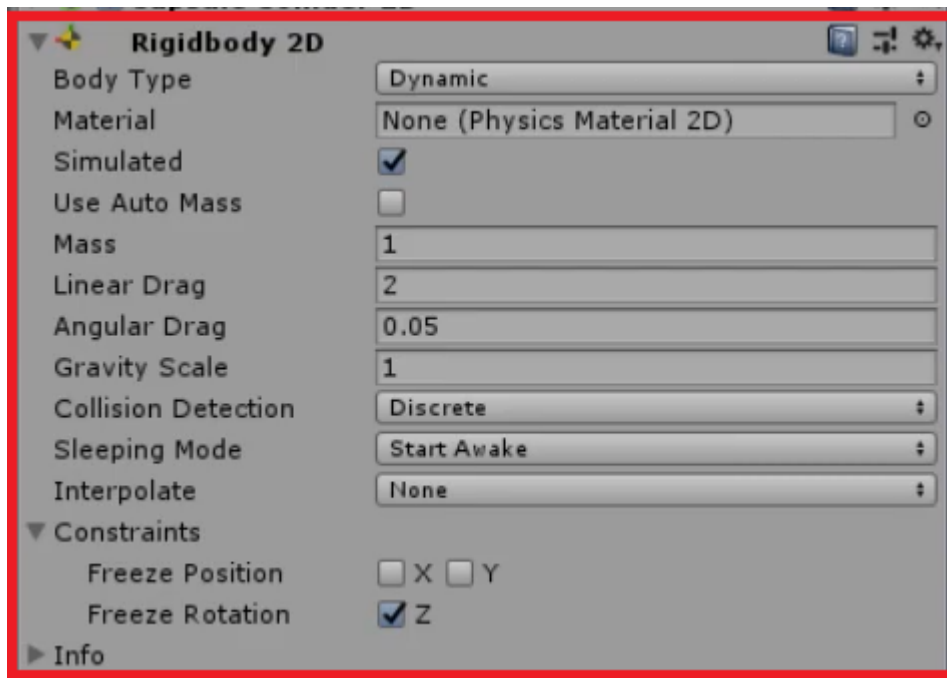 Rigidbody 2D
Body Type Dynamic
Material None (Physics Material 2D)
Simulated
Use Auto Mass
Mass 1
Linear Drag 2
Angular Drag 0.05
Gravity Scale 1
Collision Detection Discrete
Sleeping Mode Start Awake
Interpolate None
Constraints
Freeze Position X Y
Freeze Rotation Z
Info